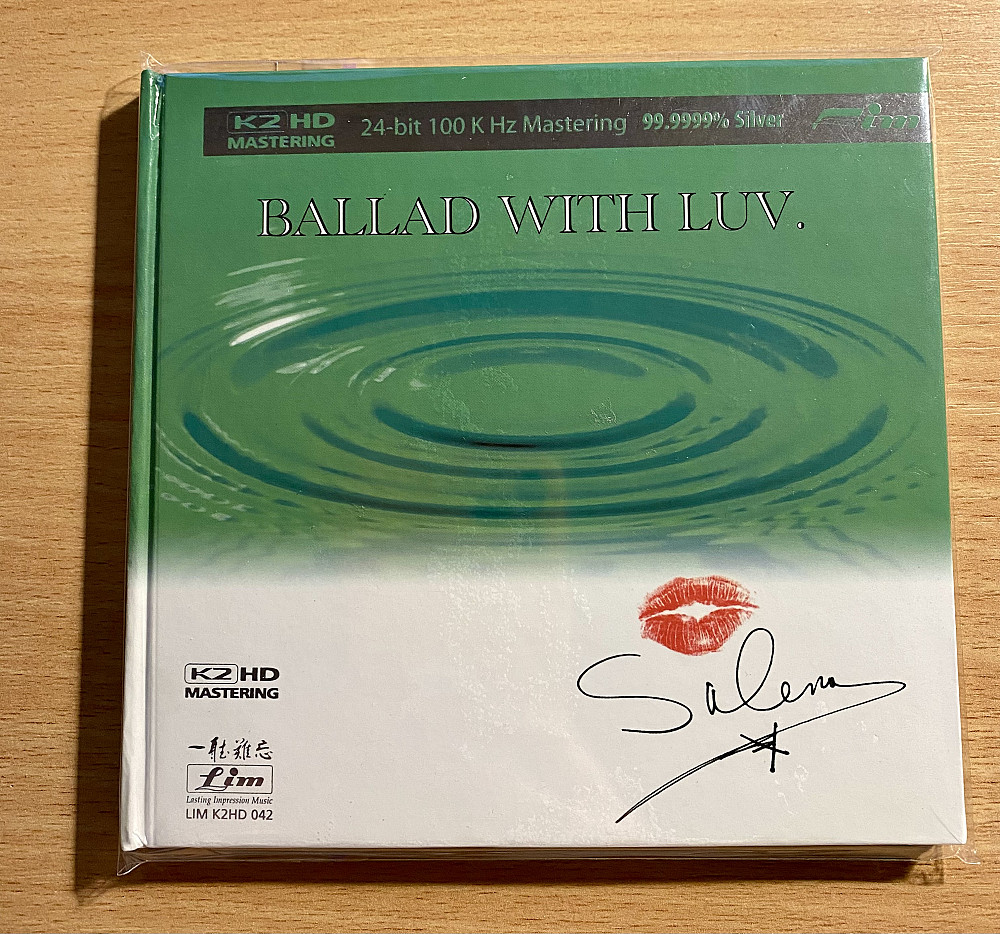 K2 HD MASTERING
24-bit 100 K Hz Mastering
99.9999% Silver
Fim
BALLAD WITH LUV.
Salena
K2 HD
MASTERING
一聽難忘
Lim
Lasting Impression Music
LIM K2HD 042